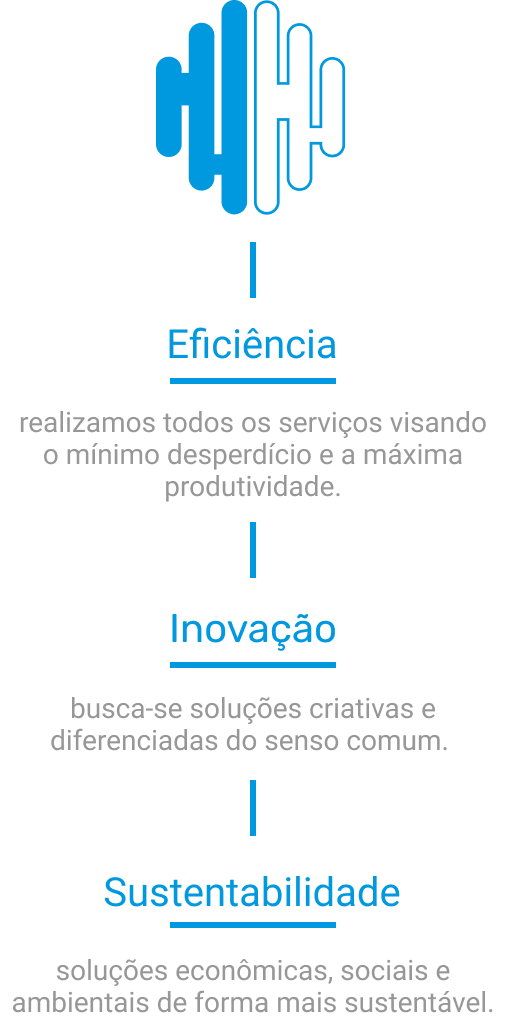 Eficiência
realizamos todos os serviços visando
o mínimo desperdício e a máxima
produtividade.
Inovação
busca-se soluções criativas e
diferenciadas do senso comum.
Sustentabilidade
soluções econômicas, sociais e
ambientais de forma mais sustentável.